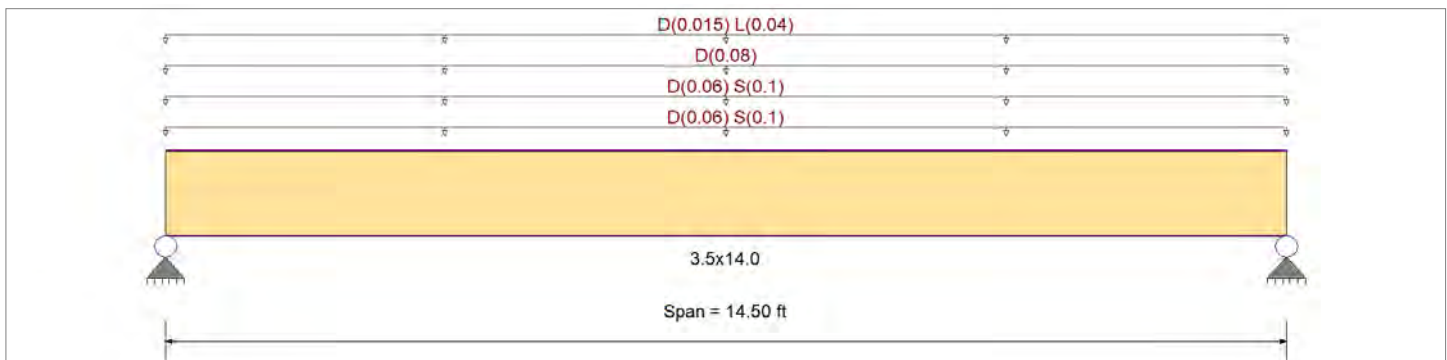 D(0.015) L(0.04)
D(0.08)
D(0.06) S(0.1)
D(0.06) S(0.1)
3.5x14.0
Span = 14.50 ft